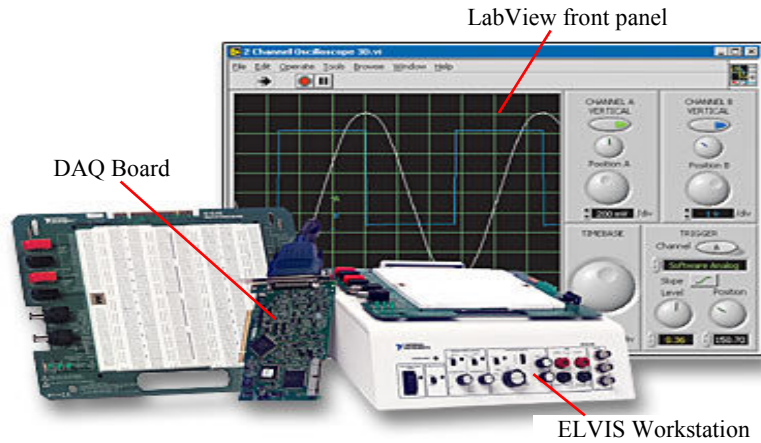 LabView front panel
2 Channel Oscilloscope 3D.vi
File Edit Operate Tools Browse Window Help
CHANNEL A
VERTICAL
CHANNEL B
VERTICAL
Position A
Position B
200 mV /div
/div
DAQ Board
TIMEBASE
TRIGGER
Channel A
Software Analog
Slope
Level
Position
0.36
150.70
ELVIS Workstation